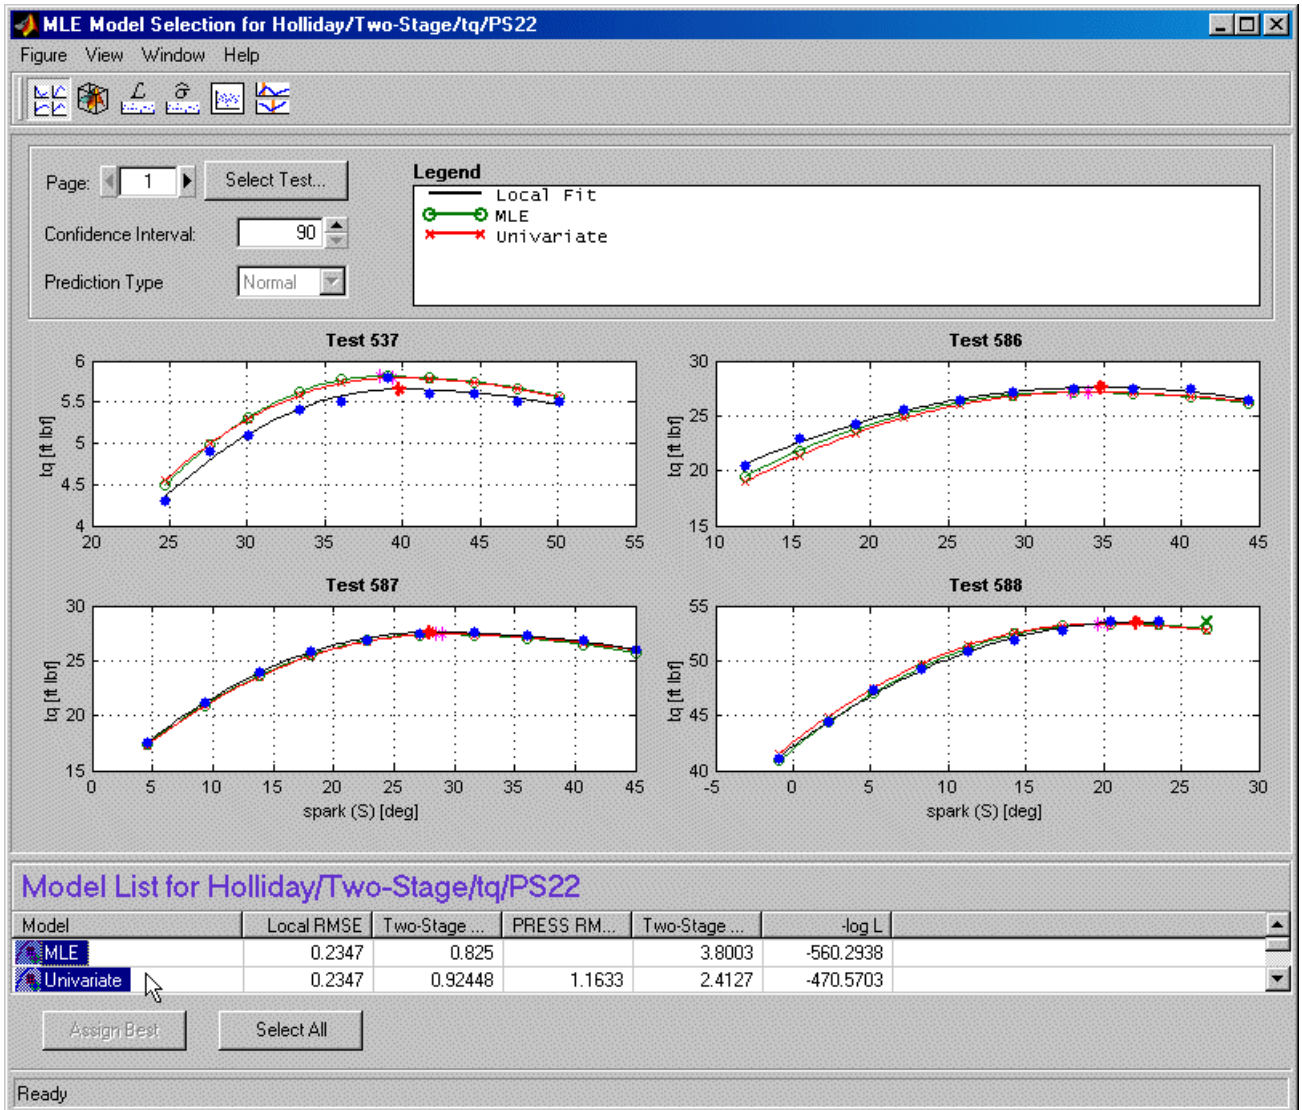 MLE Model Selection for Holliday/Two-Stage/tq/PS22
Figure View Window Help
Page: 1 Select Test...
Confidence Interval: 90
Prediction Type Normal
Legend
Local Fit
MLE
Univariate
Test 537
6
5.5
5
4.5
4
tq [ft lbf]
20 25 30 35 40 45 50 55
Test 586
30
25
20
15
tq [ft lbf]
10 15 20 25 30 35 40 45
Test 587
30
25
20
15
tq [ft lbf]
0 5 10 15 20 25 30 35 40 45
spark (S) [deg]
Test 588
55
50
45
40
tq [ft lbf]
-5 0 5 10 15 20 25 30
spark (S) [deg]
Model List for Holliday/Two-Stage/tq/PS22
Model Local RMSE Two-Stage ... PRESS RM... Two-Stage ... -log L
MLE 0.2347 0.825 3.8003 -560.2938
Univariate 0.2347 0.92448 1.1633 2.4127 -470.5703
Assign Best Select All
Ready